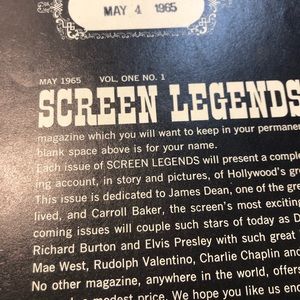 MAY 4 1965
MAY 1965 VOL. ONE NO. 1
SCREEN LEGENDS
magazine which you will want to keep in your permanen
blank space above is for your name.
Each issue of SCREEN LEGENDS will present a comple
ing account, in story and pictures, of Hollywood's gre
This issue is dedicated to James Dean, one of the gre
lived, and Carroll Baker, the screen's most exciting
coming issues will couple such stars of today as D
Richard Burton and Elvis Presley with such great
Mae West, Rudolph Valentino, Charlie Chaplin an
No other magazine, anywhere in the world, offers
a modest price. We hope you like us end